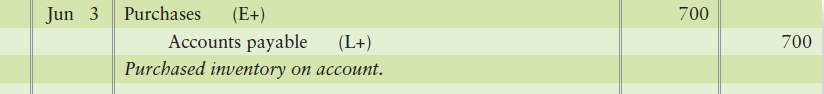 Jun 3 Purchases (E+) 700
Accounts payable (L+) 700
Purchased inventory on account.